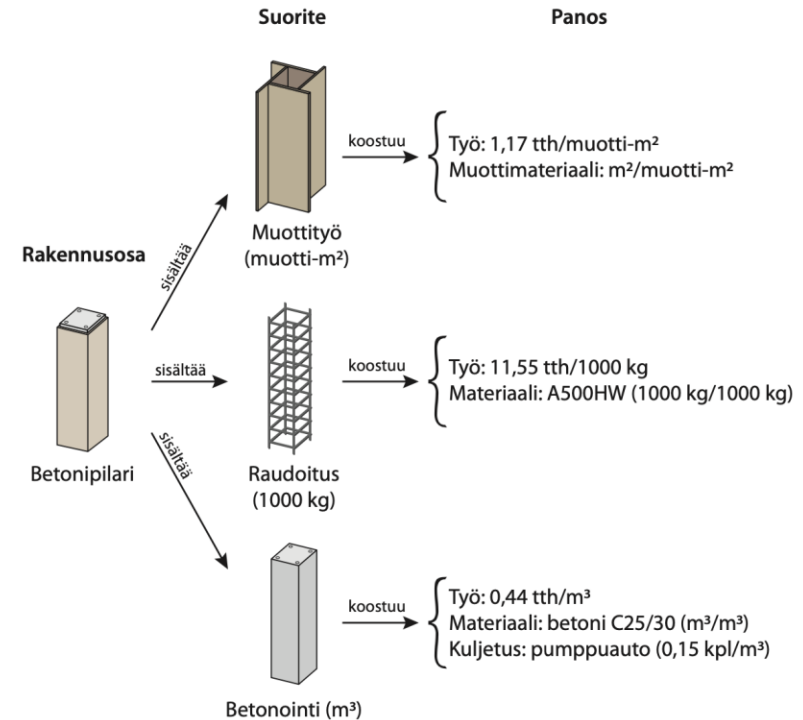 Suorite
Panos
koostuu
Työ: 1,17 tth/muotti-m²
Muottimateriaali: m²/muotti-m²
Muottityö
(muotti-m²)
Rakennusosa
sisältää
sisältää
koostuu
Työ: 11,55 tth/1000 kg
Materiaali: A500HW (1000 kg/1000 kg)
sisältää
Betonipilari
Raudoitus
(1000 kg)
koostuu
Työ: 0,44 tth/m³
Materiaali: betoni C25/30 (m³/m³)
Kuljetus: pumppuauto (0,15 kpl/m³)
Betonointi (m³)